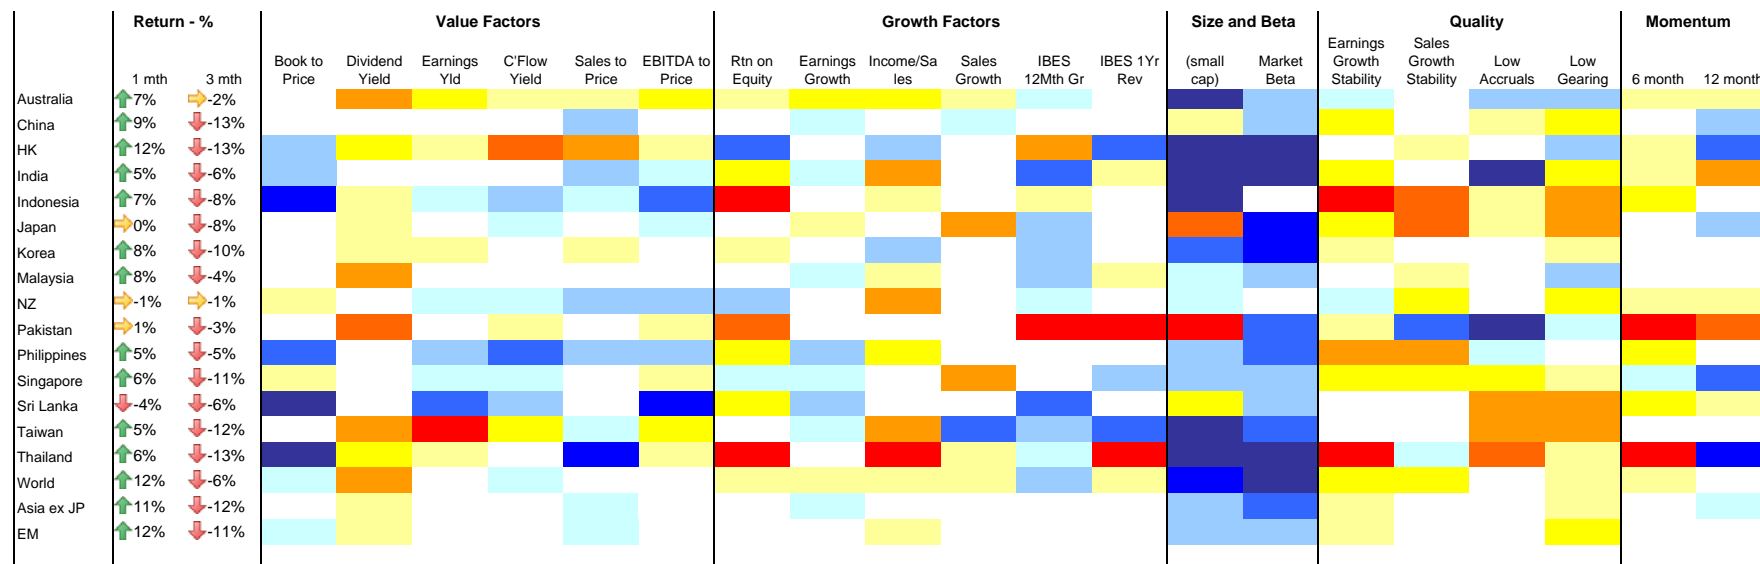 Return - % Value Factors Growth Factors Size and Beta Quality Momentum
1 mth 3 mth Book to Price Dividend Yield Earnings Yld C'Flow Yield Sales to Price EBITDA to Price Rtn on Equity Earnings Growth Income/Sales Sales Growth IBES 12Mth Gr IBES 1Yr Rev (small cap) Market Beta Earnings Growth Stability Sales Growth Stability Low Accruals Low Gearing 6 month 12 month
Australia 7% -2%
China 9% -13%
HK 12% -13%
India 5% -6%
Indonesia 7% -8%
Japan 0% -8%
Korea 8% -10%
Malaysia 8% -4%
NZ -1% -1%
Pakistan 1% -3%
Philippines 5% -5%
Singapore 6% -11%
Sri Lanka -4% -6%
Taiwan 5% -12%
Thailand 6% -13%
World 12% -6%
Asia ex JP 11% -12%
EM 12% -11%